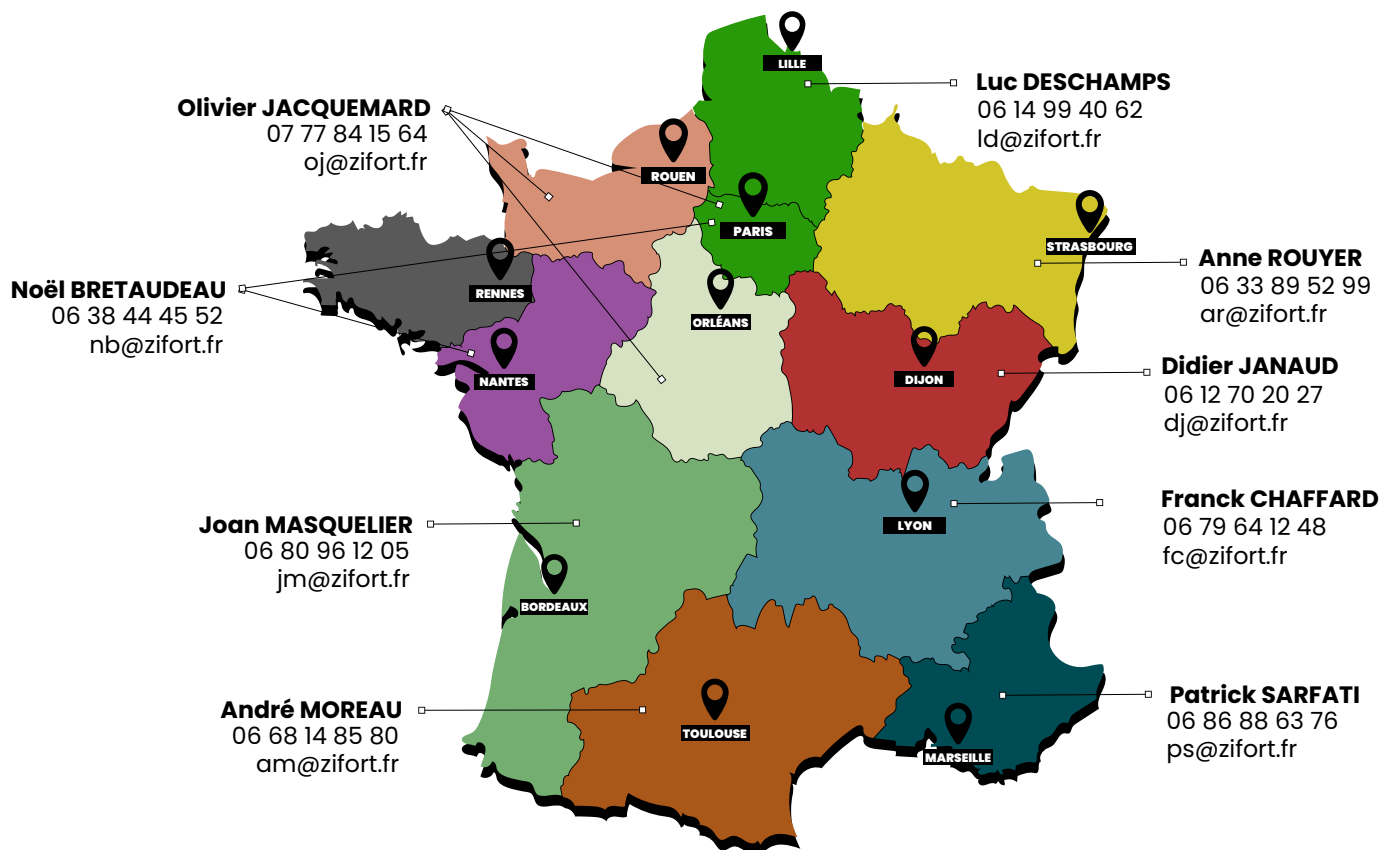 LILLE
Luc DESCHAMPS
06 14 99 40 62
ld@zifort.fr
Olivier JACQUEMARD
07 77 84 15 64
oj@zifort.fr
ROUEN
PARIS
STRASBOURG
Anne ROUYER
06 33 89 52 99
ar@zifort.fr
Noël BRETAUDEAU
06 38 44 45 52
nb@zifort.fr
RENNES
ORLÉANS
NANTES
DIJON
Didier JANAUD
06 12 70 20 27
dj@zifort.fr
Joan MASQUELIER
06 80 96 12 05
jm@zifort.fr
LYON
Franck CHAFFARD
06 79 64 12 48
fc@zifort.fr
BORDEAUX
André MOREAU
06 68 14 85 80
am@zifort.fr
TOULOUSE
MARSEILLE
Patrick SARFATI
06 86 88 63 76
ps@zifort.fr